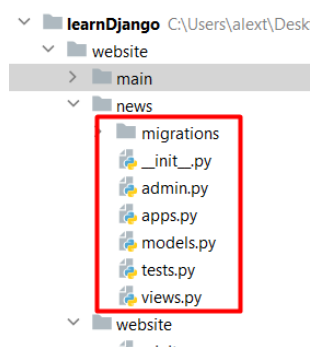 learnDjango C:\Users\alext\Desk
website
main
news
migrations
__init__.py
admin.py
apps.py
models.py
tests.py
views.py
website